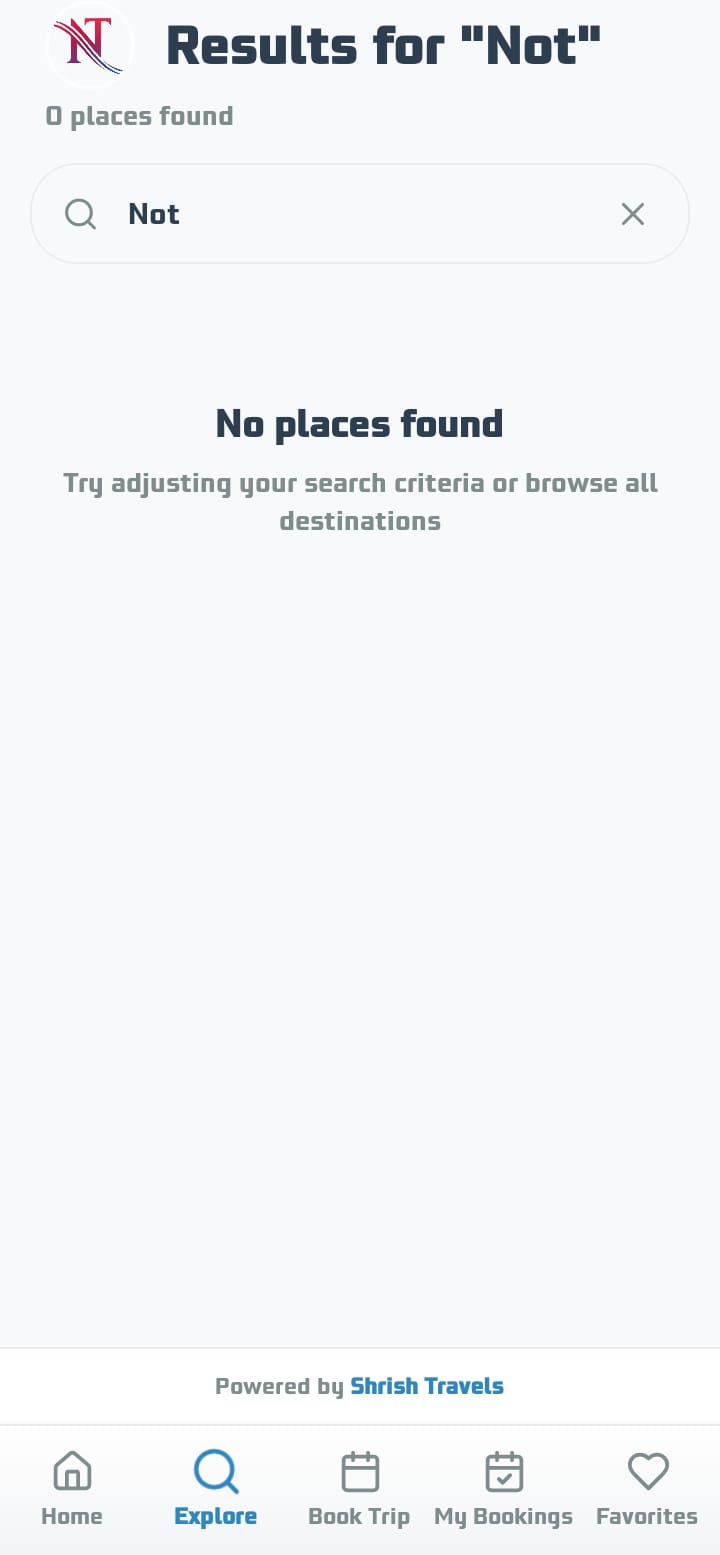 NT
Results for "Not"
0 places found
Not
No places found
Try adjusting your search criteria or browse all
destinations
Powered by Shrish Travels
Home
Explore
Book Trip
My Bookings
Favorites